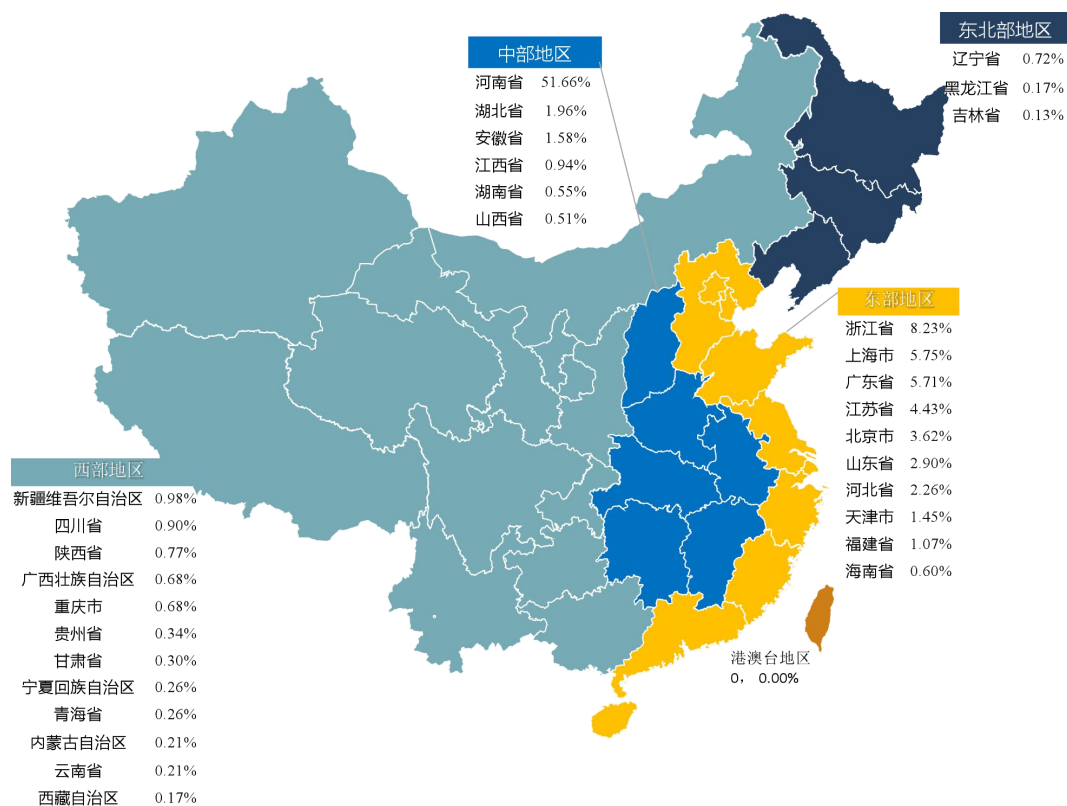 中部地区
河南省 51.66%
湖北省 1.96%
安徽省 1.58%
江西省 0.94%
湖南省 0.55%
山西省 0.51%
东北部地区
辽宁省 0.72%
黑龙江省 0.17%
吉林省 0.13%
东部地区
浙江省 8.23%
上海市 5.75%
广东省 5.71%
江苏省 4.43%
北京市 3.62%
山东省 2.90%
河北省 2.26%
天津市 1.45%
福建省 1.07%
海南省 0.60%
西部地区
新疆维吾尔自治区 0.98%
四川省 0.90%
陕西省 0.77%
广西壮族自治区 0.68%
重庆市 0.68%
贵州省 0.34%
甘肃省 0.30%
宁夏回族自治区 0.26%
青海省 0.26%
内蒙古自治区 0.21%
云南省 0.21%
西藏自治区 0.17%
港澳台地区
0， 0.00%